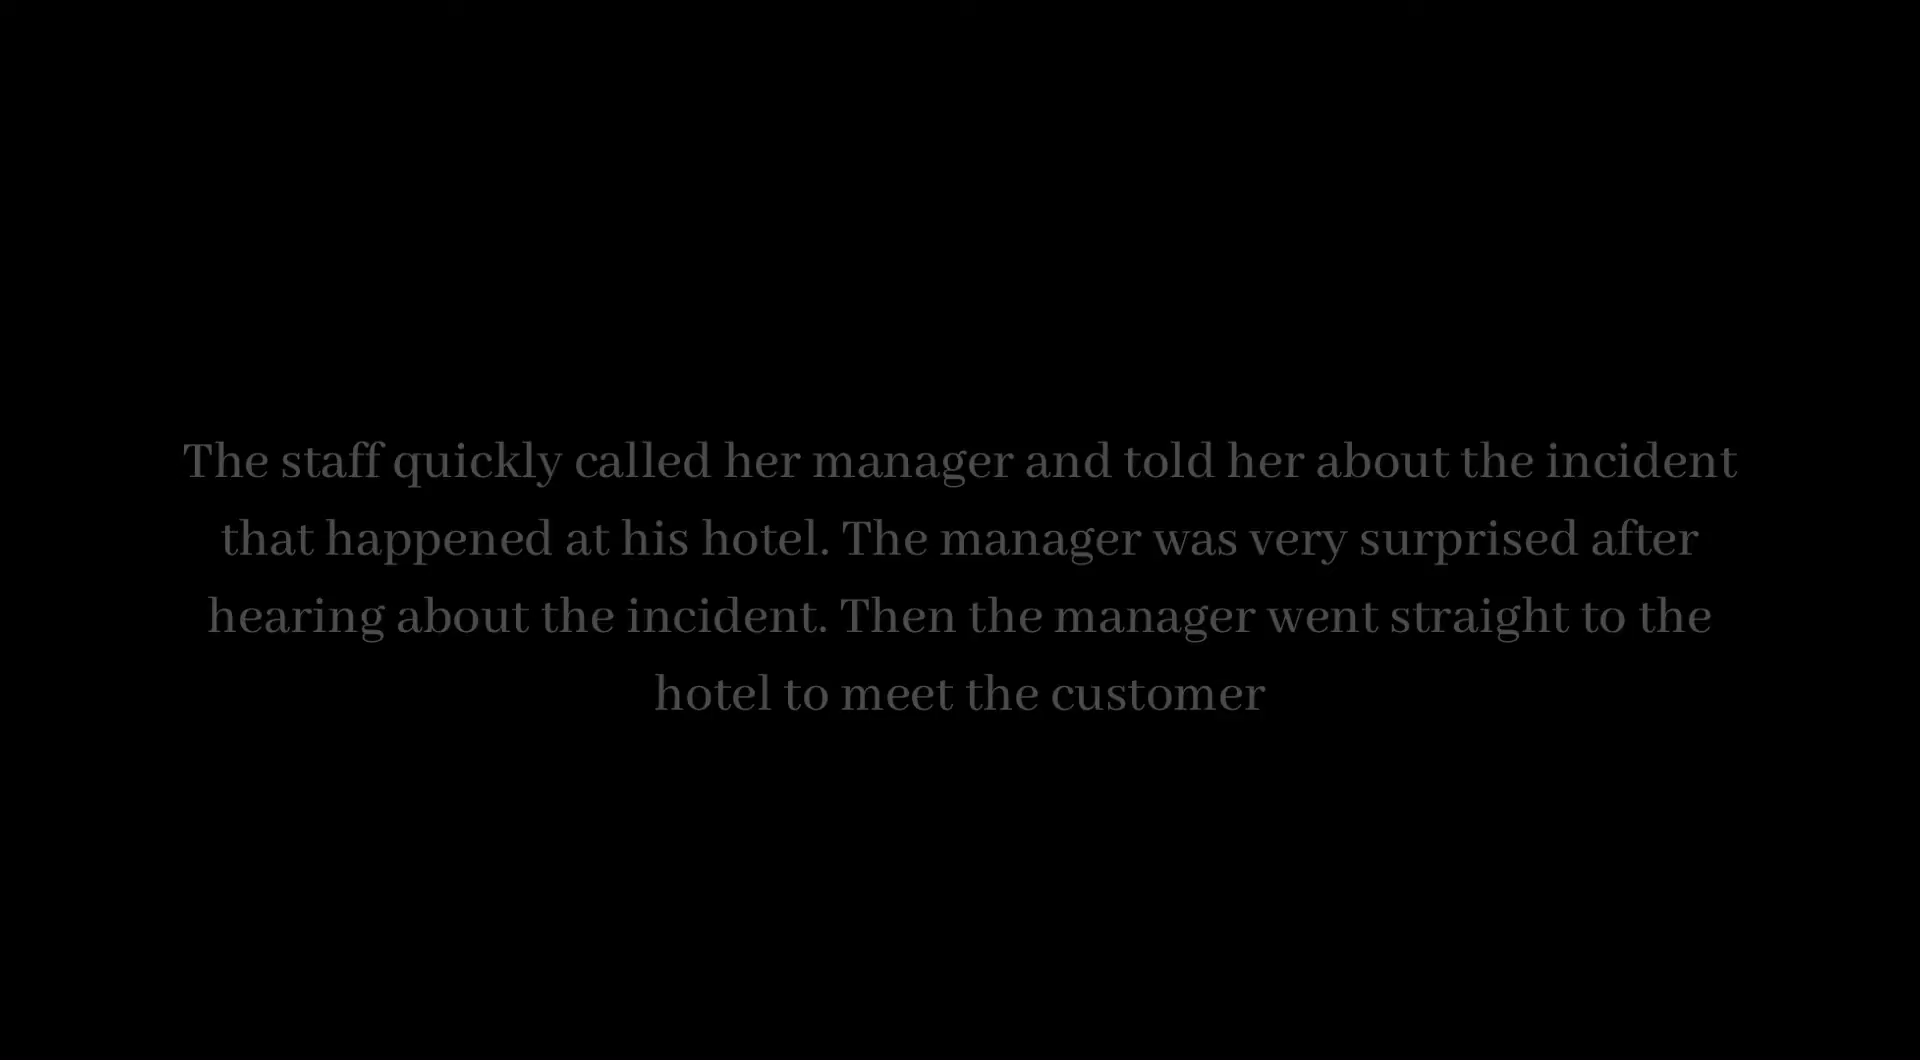 The staff quickly called her manager and told her about the incident
that happened at his hotel. The manager was very surprised after
hearing about the incident. Then the manager went straight to the
hotel to meet the customer